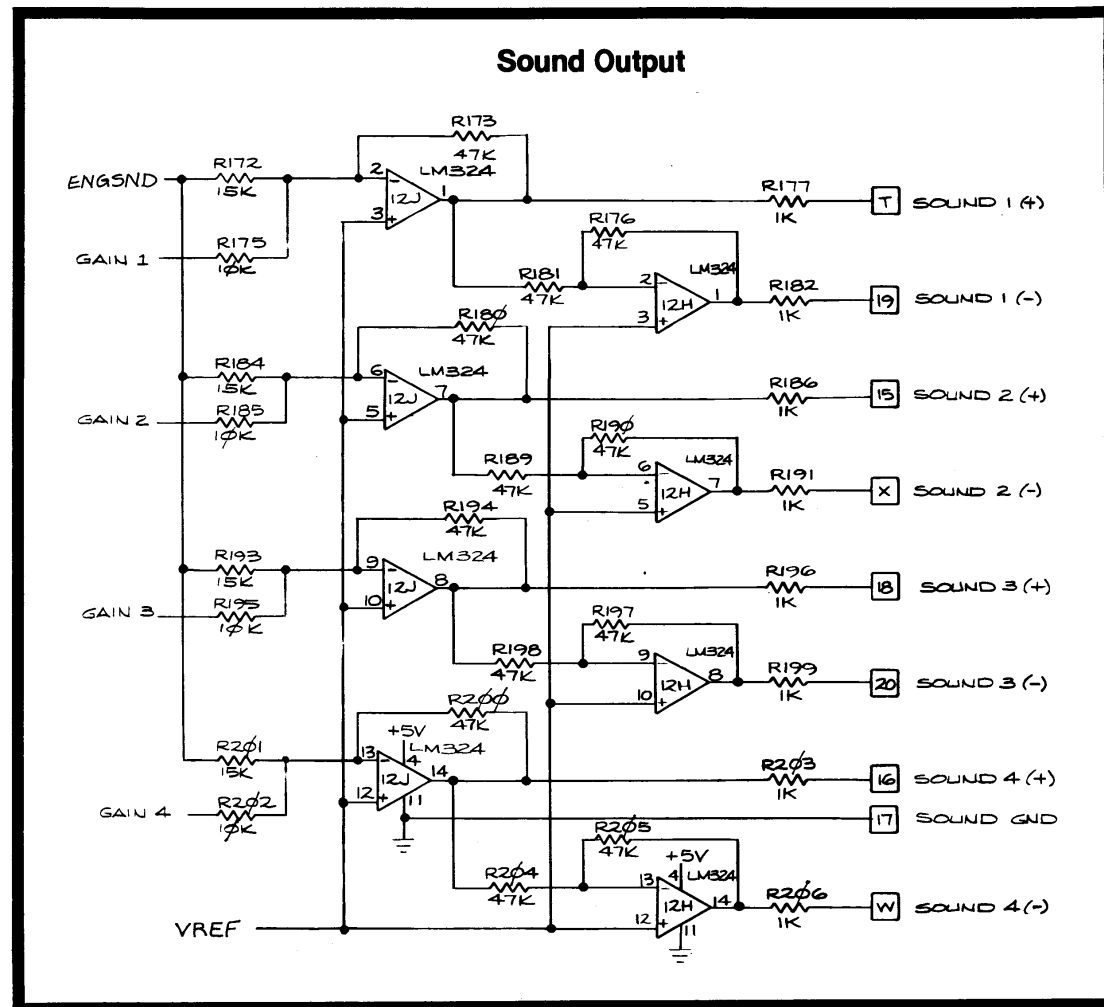 Sound Output
R173
47K
LM324
R172
15K
ENGSND
2
-
12J
1
3
+
R177
1K
T SOUND 1 (+)
R175
10K
GAIN 1
R176
47K
R181
47K
LM324
2
-
12H
1
3
+
R182
1K
19 SOUND 1 (-)
R180
47K
LM324
R184
15K
6
-
12J
7
5
+
R186
1K
15 SOUND 2 (+)
R185
10K
GAIN 2
R190
47K
R189
47K
LM324
6
-
12H
7
5
+
R191
1K
X SOUND 2 (-)
R194
47K
LM324
R193
15K
9
-
12J
8
10
+
R196
1K
18 SOUND 3 (+)
R195
10K
GAIN 3
R197
47K
R198
47K
LM324
9
-
12H
8
10
+
R199
1K
20 SOUND 3 (-)
R200
47K
+5V
4
LM324
R201
15K
13
-
12J
14
12
+
11
R203
1K
16 SOUND 4 (+)
R202
10K
GAIN 4
17 SOUND GND
R205
47K
R204
47K
+5V
4
LM324
13
-
12H
14
12
+
11
R206
1K
W SOUND 4 (-)
VREF